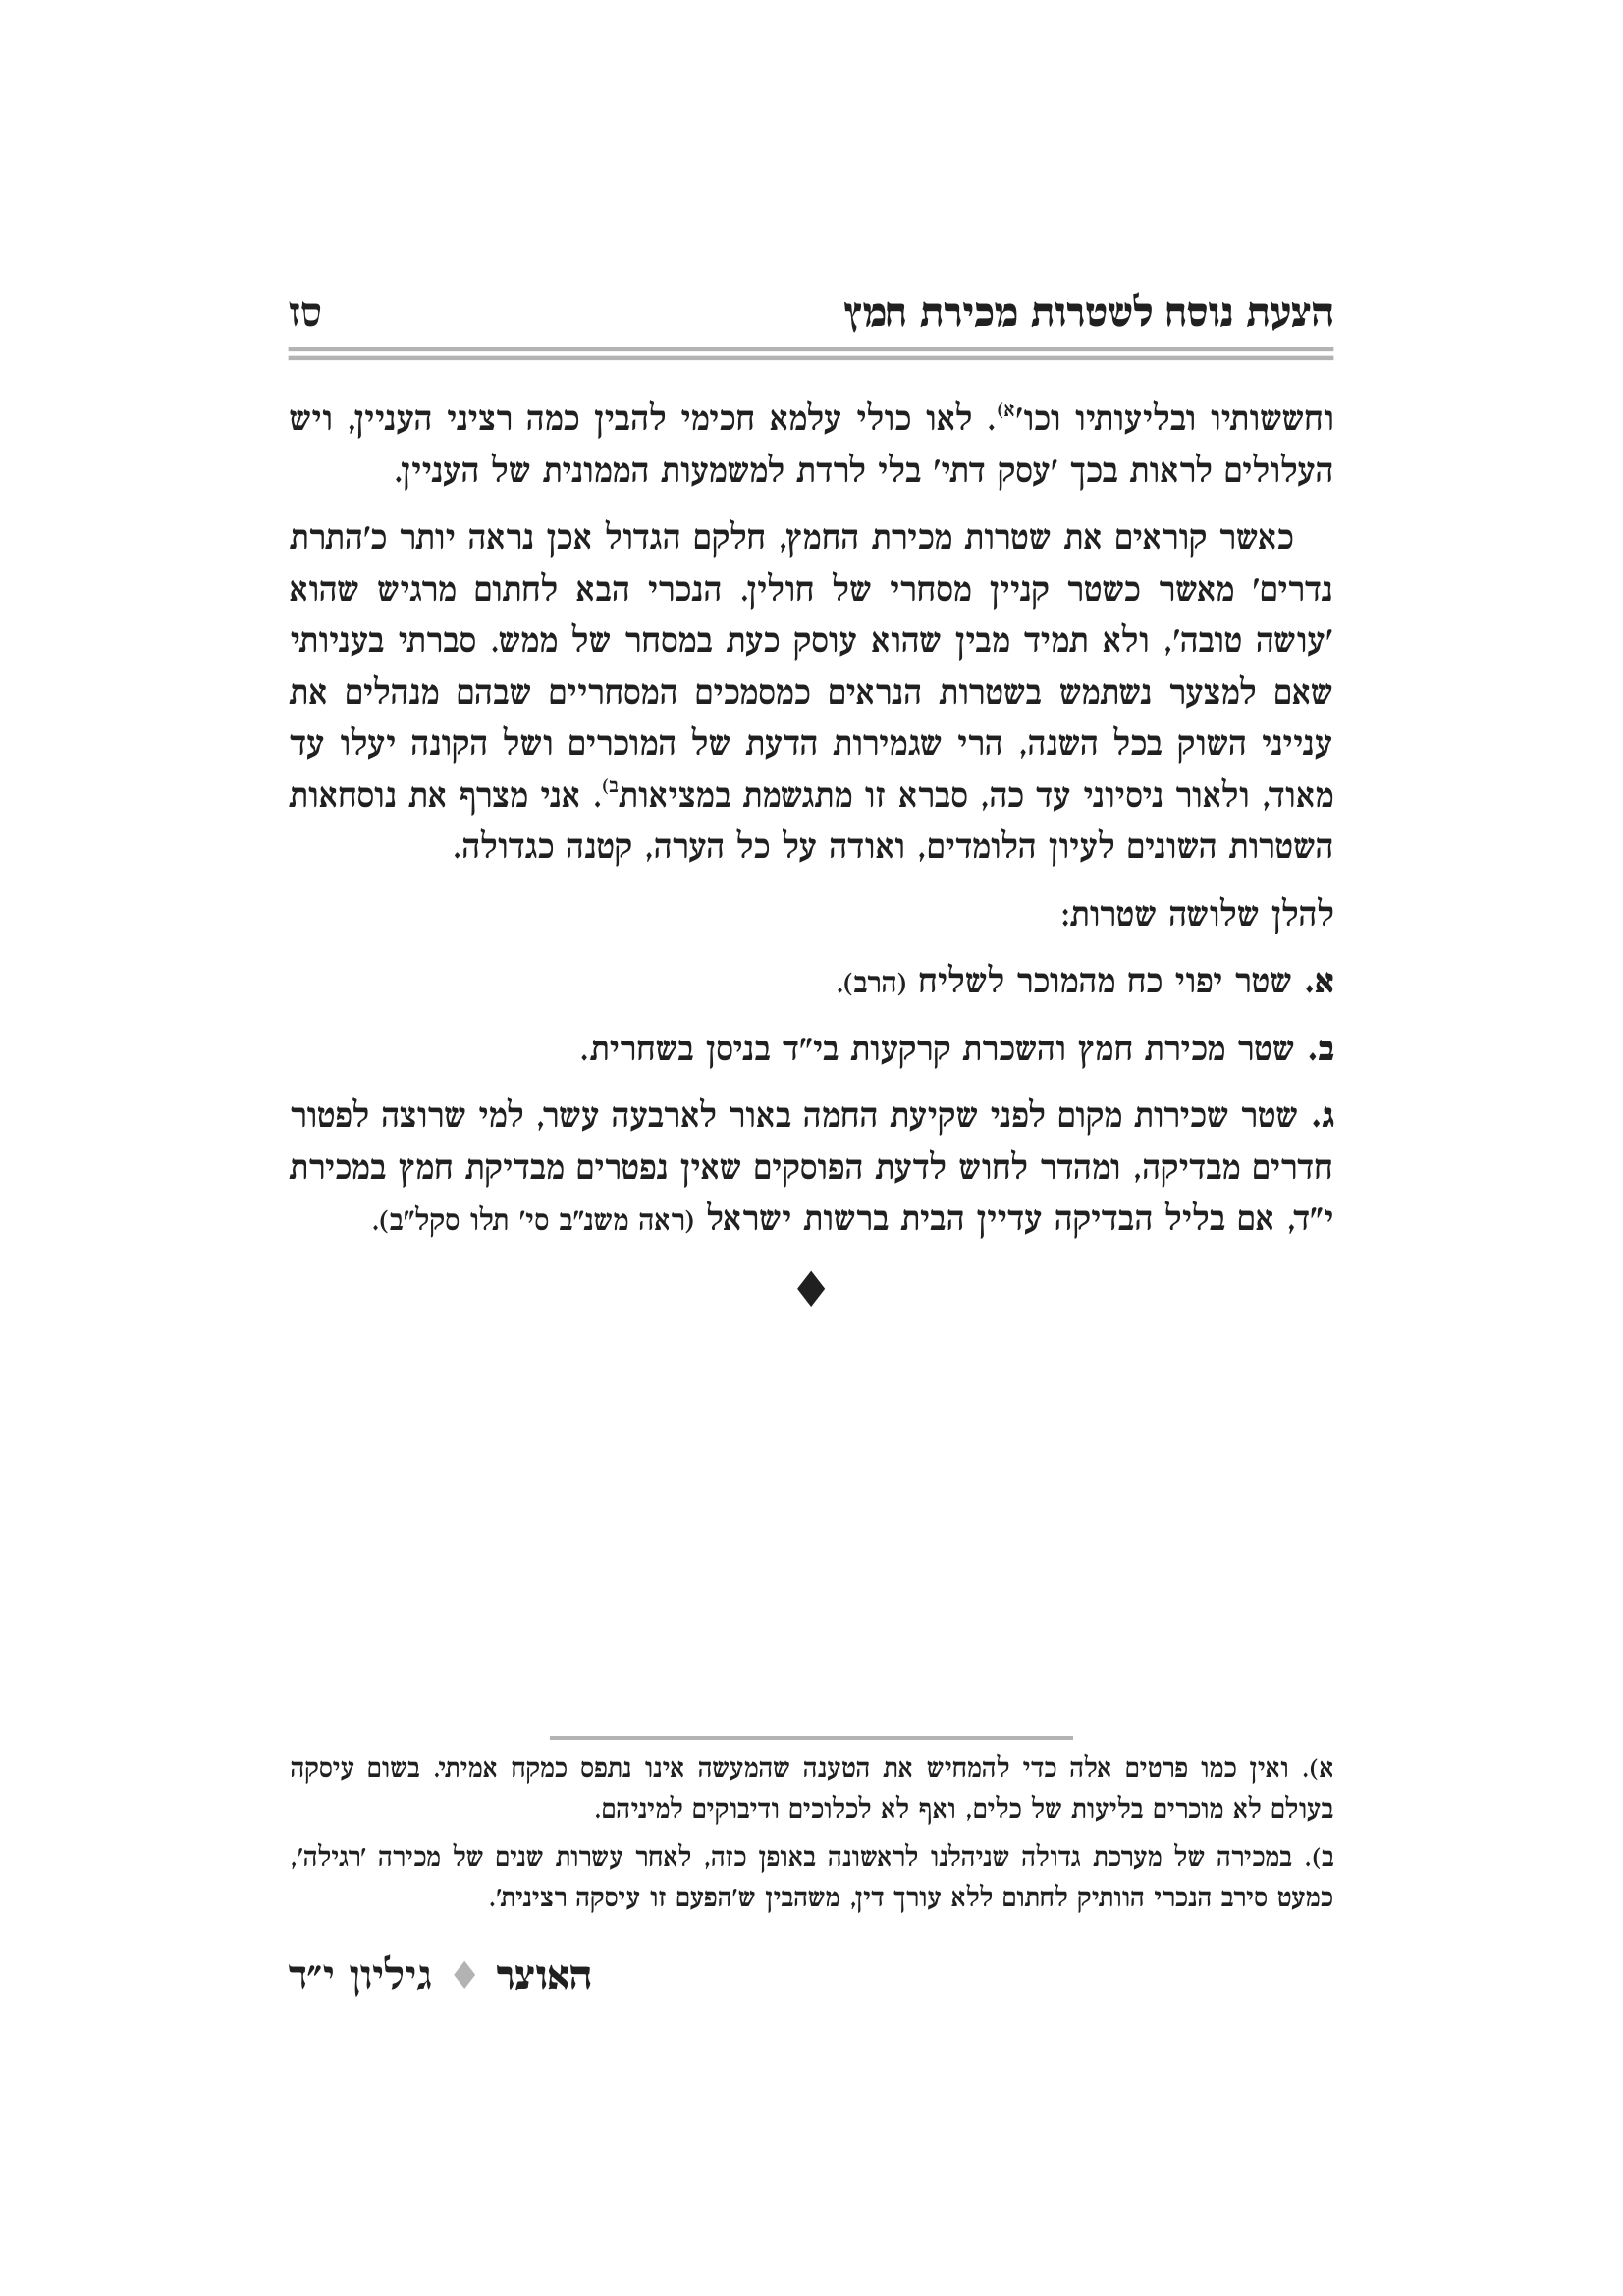 הצעת נוסח לשטרות מכירת חמץ סז
וחששותיו ובליעותיו וכו'א). לאו כולי עלמא חכימי להבין כמה רציני העניין, ויש
העלולים לראות בכך 'עסק דתי' בלי לרדת למשמעות הממונית של העניין.
כאשר קוראים את שטרות מכירת החמץ, חלקם הגדול אכן נראה יותר כ'התרת
נדרים' מאשר כשטר קניין מסחרי של חולין. הנכרי הבא לחתום מרגיש שהוא
'עושה טובה', ולא תמיד מבין שהוא עוסק כעת במסחר של ממש. סברתי בעניותי
שאם למצער נשתמש בשטרות הנראים כמסמכים המסחריים שבהם מנהלים את
ענייני השוק בכל השנה, הרי שגמירות הדעת של המוכרים ושל הקונה יעלו עד
מאוד, ולאור ניסיוני עד כה, סברא זו מתגשמת במציאותב). אני מצרף את נוסחאות
השטרות השונים לעיון הלומדים, ואודה על כל הערה, קטנה כגדולה.
להלן שלושה שטרות:
א. שטר יפוי כח מהמוכר לשליח (הרב).
ב. שטר מכירת חמץ והשכרת קרקעות בי"ד בניסן בשחרית.
ג. שטר שכירות מקום לפני שקיעת החמה באור לארבעה עשר, למי שרוצה לפטור
חדרים מבדיקה, ומהדר לחוש לדעת הפוסקים שאין נפטרים מבדיקת חמץ במכירת
י"ד, אם בליל הבדיקה עדיין הבית ברשות ישראל (ראה משנ"ב סי' תלו סקל"ב).
א). ואין כמו פרטים אלה כדי להמחיש את הטענה שהמעשה אינו נתפס כמקח אמיתי. בשום עיסקה
בעולם לא מוכרים בליעות של כלים, ואף לא לכלוכים ודיבוקים למיניהם.
ב). במכירה של מערכת גדולה שניהלנו לראשונה באופן כזה, לאחר עשרות שנים של מכירה 'רגילה',
כמעט סירב הנכרי הוותיק לחתום ללא עורך דין, משהבין ש'הפעם זו עיסקה רצינית'.
האוצר ♦ גיליון י"ד